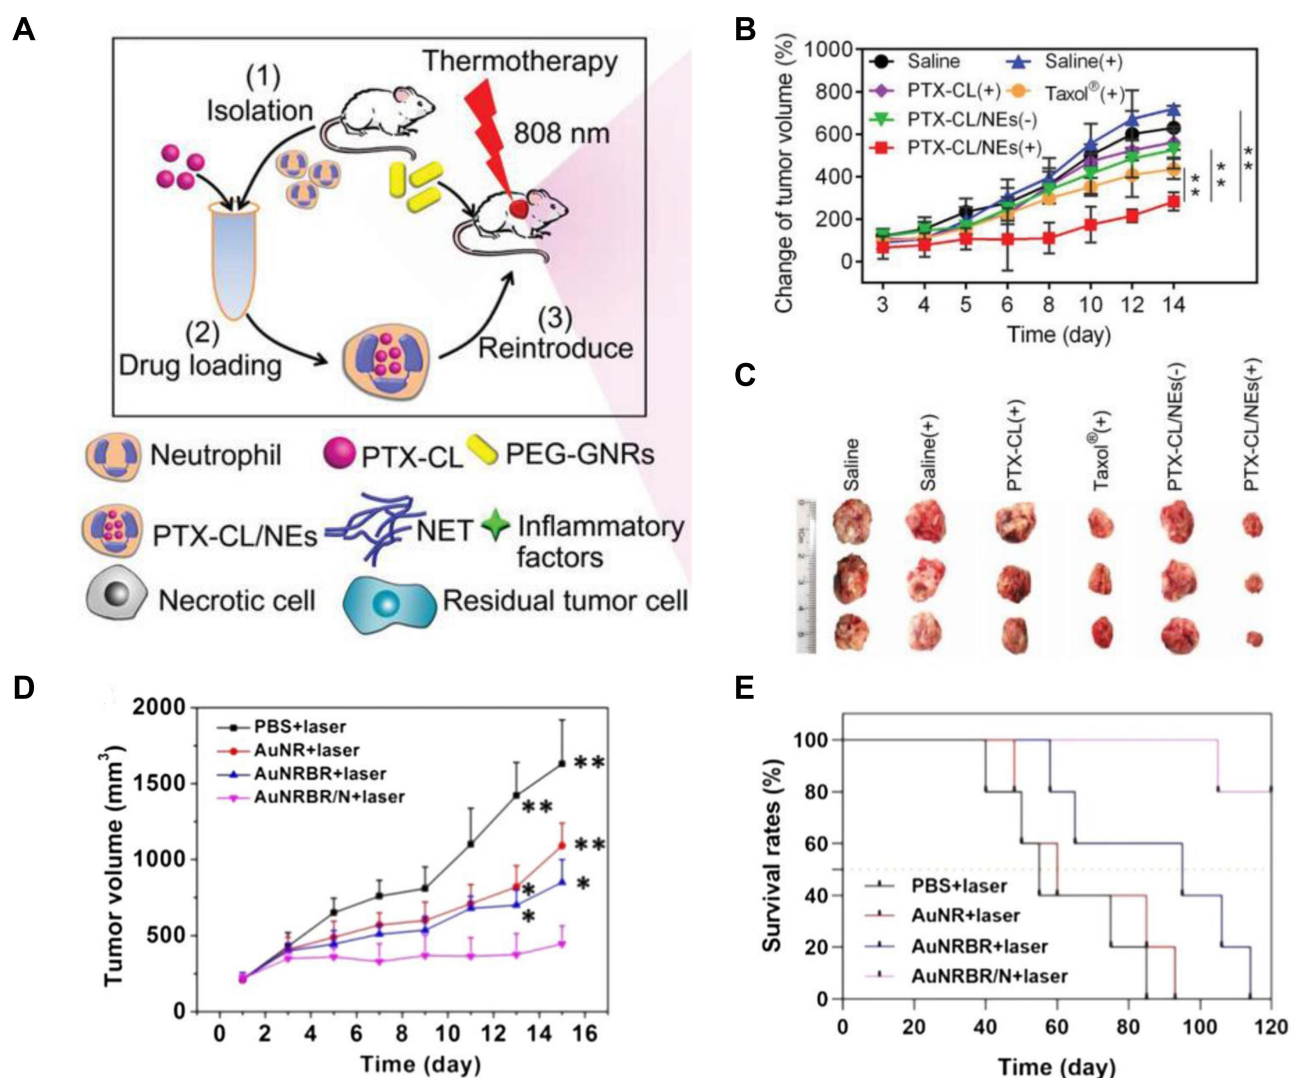 A
(1)
Isolation
Thermotherapy
808 nm
(2)
Drug loading
(3)
Reintroduce
Neutrophil
PTX-CL
PEG-GNRs
PTX-CL/NEs
NET
Inflammatory
factors
Necrotic cell
Residual tumor cell
B
Change of tumor volume (%)
1000
800
600
400
200
0
Saline
Saline(+)
PTX-CL(+)
Taxol®(+)
PTX-CL/NEs(-)
PTX-CL/NEs(+)
**
**
**
3 4 5 6 8 10 12 14
Time (day)
C
Saline
Saline(+)
PTX-CL(+)
Taxol®(+)
PTX-CL/NEs(-)
PTX-CL/NEs(+)
D
Tumor volume (mm³)
2000
1500
1000
500
0
PBS+laser
AuNR+laser
AuNRBR+laser
AuNRBR/N+laser
**
**
**
*
*
*
0 2 4 6 8 10 12 14 16
Time (day)
E
Survival rates (%)
100
80
60
40
20
0
PBS+laser
AuNR+laser
AuNRBR+laser
AuNRBR/N+laser
0 20 40 60 80 100 120
Time (day)